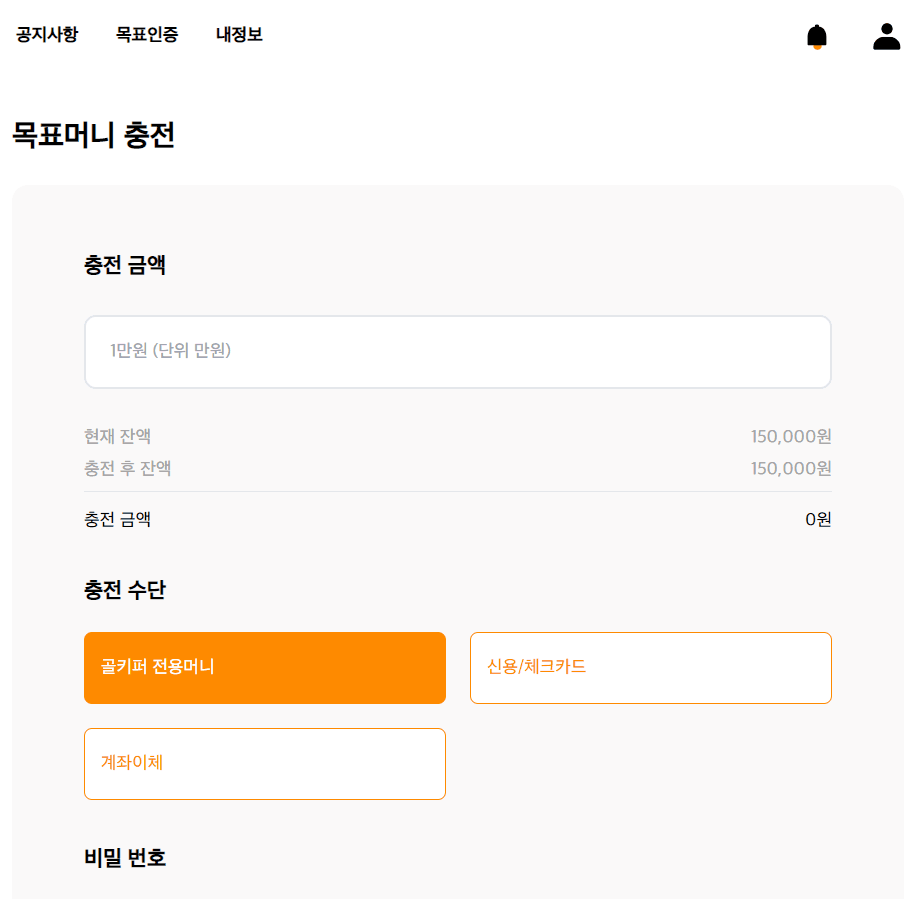 공지사항 목표인증 내정보
목표머니 충전
충전 금액
1만원 (단위 만원)
현재 잔액 150,000원
충전 후 잔액 150,000원
충전 금액 0원
충전 수단
골키퍼 전용머니 신용/체크카드
계좌이체
비밀 번호